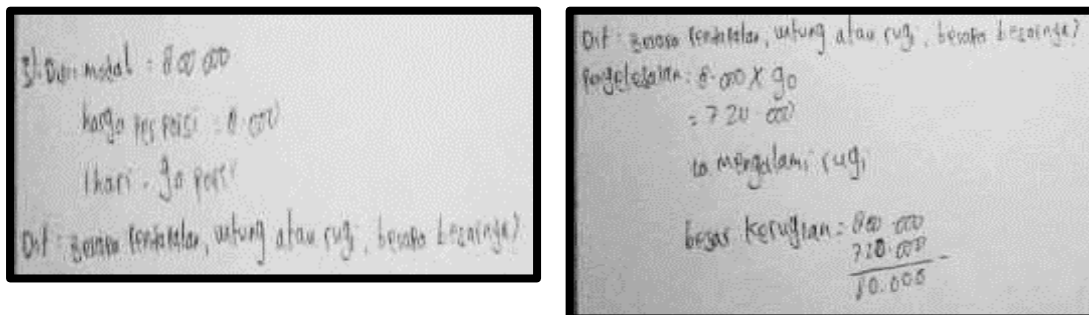 3). Dik: modal = 800 000
harga per porsi = 8.000
1 hari = 90 porsi
Dit : Berapa Pendapatan, untung atau rugi, berapa besarnya?
Dit : Berapa Pendapatan, untung atau rugi, berapa besarnya?
Penyelesaian: 8.000 X 90
= 720.000
ia mengalami rugi
besar kerugian = 800.000
720.000
80.000